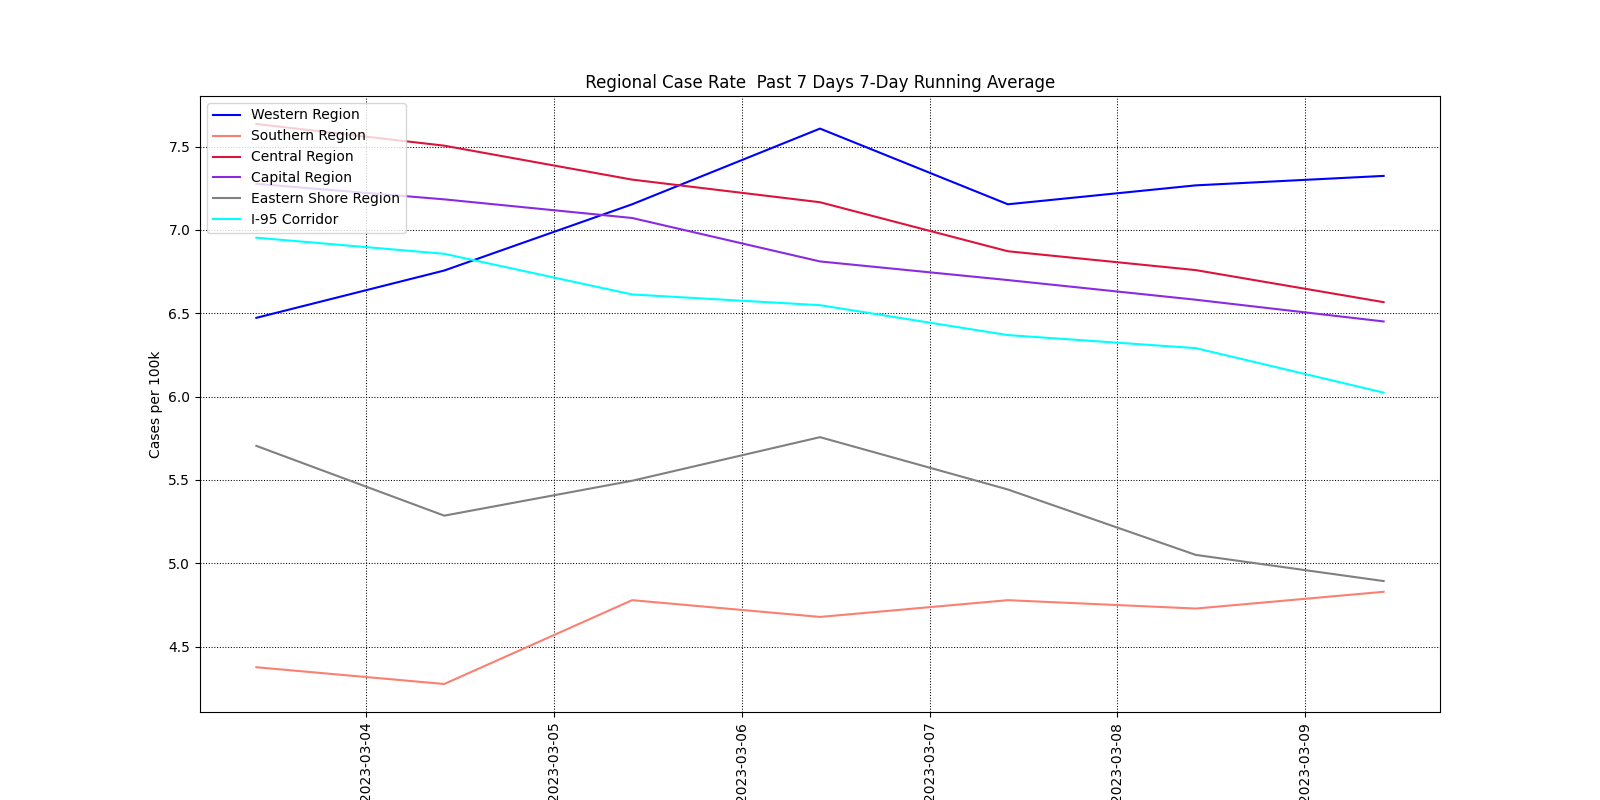 Regional Case Rate  Past 7 Days 7-Day Running Average
Western Region
Southern Region
Central Region
Capital Region
Eastern Shore Region
I-95 Corridor
Cases per 100k
7.5
7.0
6.5
6.0
5.5
5.0
4.5
2023-03-04
2023-03-05
2023-03-06
2023-03-07
2023-03-08
2023-03-09